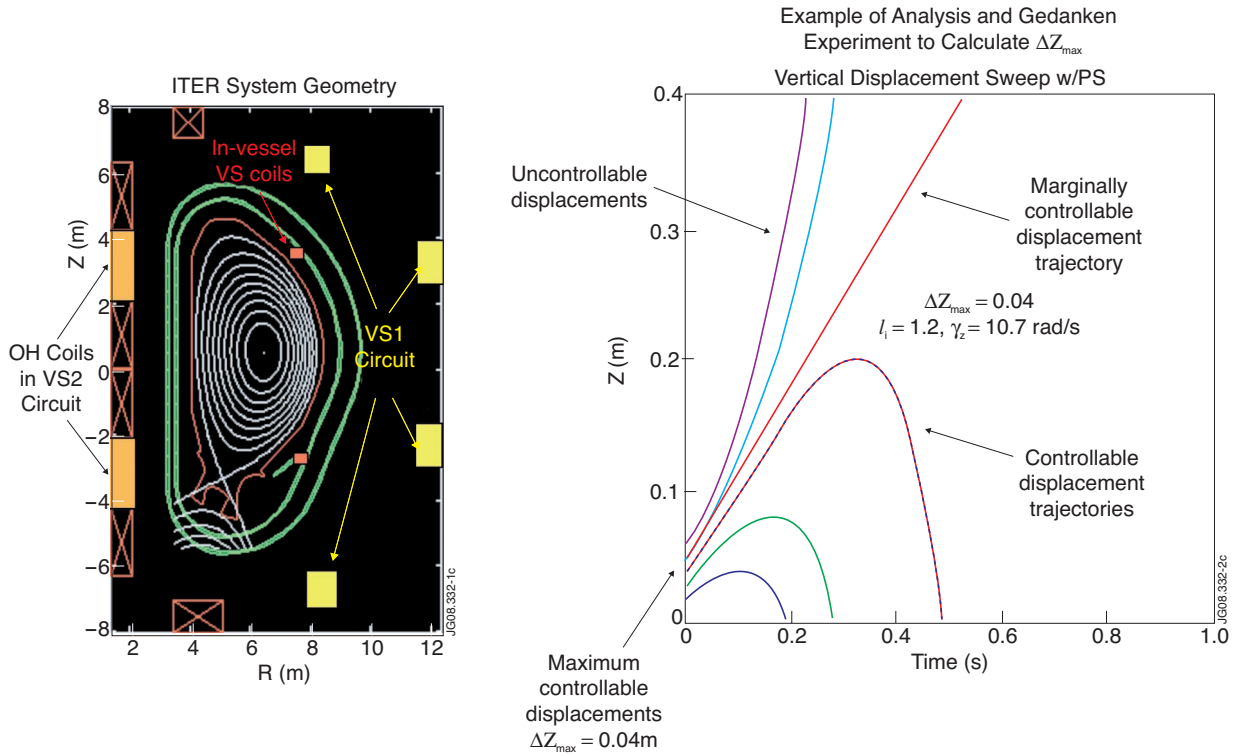 ITER System Geometry
8
6
4
2
0
−2
−4
−6
−8
Z (m)
2
4
6
8
10
12
R (m)
In-vessel
VS coils
VS1
Circuit
OH Coils
in VS2
Circuit
JG08.332-1c
Example of Analysis and Gedanken
Experiment to Calculate ΔZmax
Vertical Displacement Sweep w/PS
0.4
0.3
0.2
0.1
0
Z (m)
0
0.2
0.4
0.6
0.8
1.0
Time (s)
Uncontrollable
displacements
Marginally
controllable
displacement
trajectory
ΔZmax = 0.04
li = 1.2, γz = 10.7 rad/s
Controllable
displacement
trajectories
Maximum
controllable
displacements
ΔZmax = 0.04m
JG08.332-2c